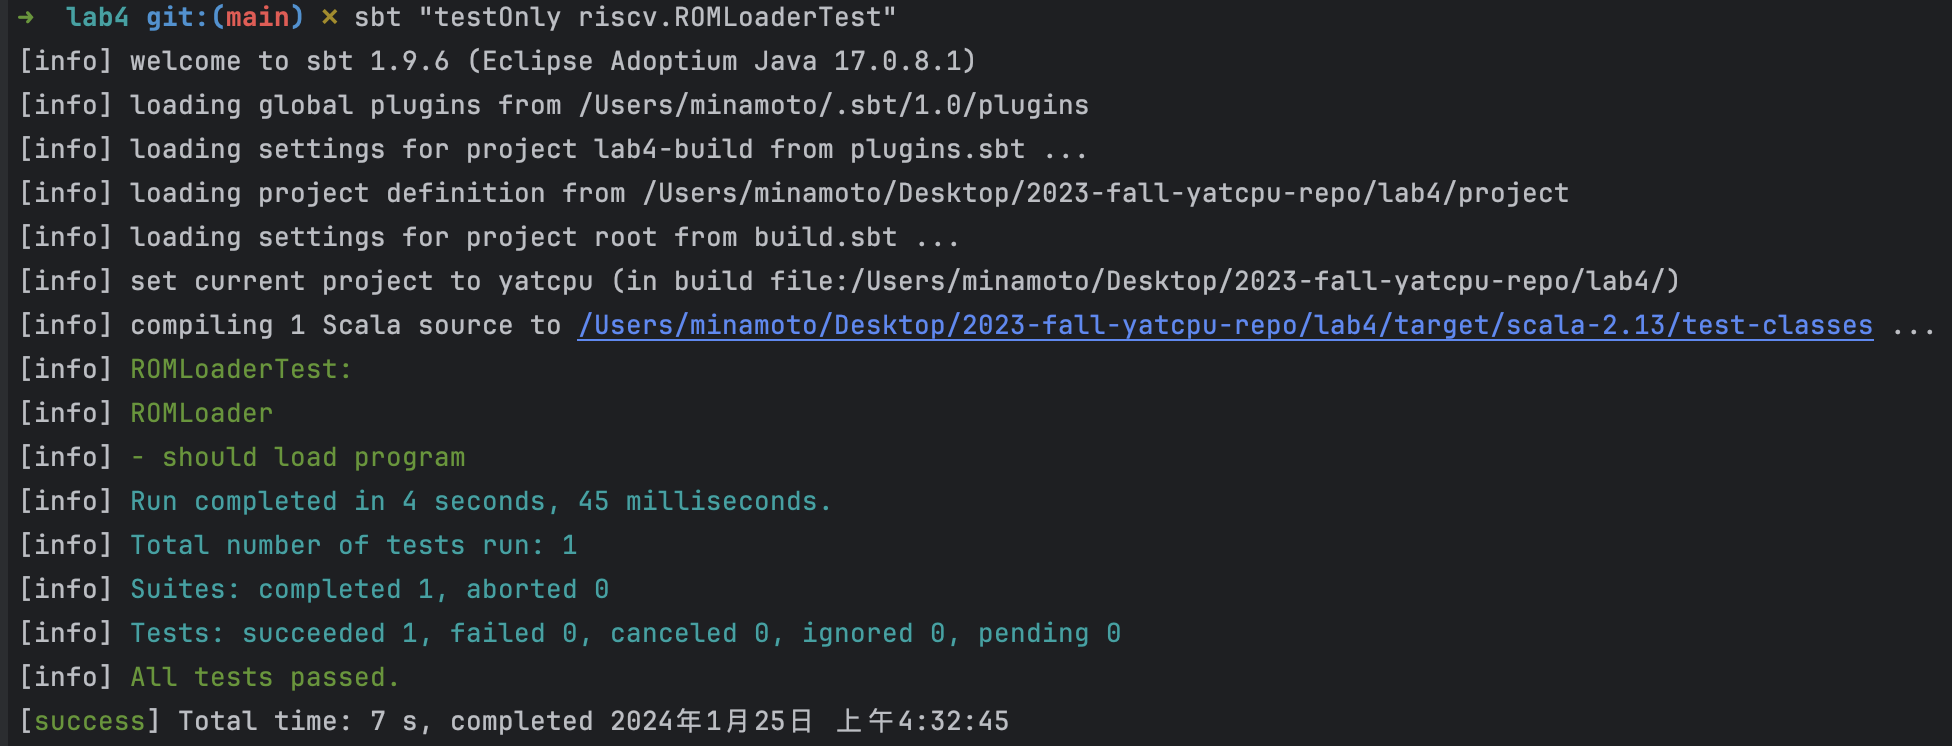 ➜  lab4 git:(main) ✗ sbt "testOnly riscv.ROMLoaderTest"
[info] welcome to sbt 1.9.6 (Eclipse Adoptium Java 17.0.8.1)
[info] loading global plugins from /Users/minamoto/.sbt/1.0/plugins
[info] loading settings for project lab4-build from plugins.sbt ...
[info] loading project definition from /Users/minamoto/Desktop/2023-fall-yatcpu-repo/lab4/project
[info] loading settings for project root from build.sbt ...
[info] set current project to yatcpu (in build file:/Users/minamoto/Desktop/2023-fall-yatcpu-repo/lab4/)
[info] compiling 1 Scala source to /Users/minamoto/Desktop/2023-fall-yatcpu-repo/lab4/target/scala-2.13/test-classes ...
[info] ROMLoaderTest:
[info] ROMLoader
[info] - should load program
[info] Run completed in 4 seconds, 45 milliseconds.
[info] Total number of tests run: 1
[info] Suites: completed 1, aborted 0
[info] Tests: succeeded 1, failed 0, canceled 0, ignored 0, pending 0
[info] All tests passed.
[success] Total time: 7 s, completed 2024年1月25日 上午4:32:45